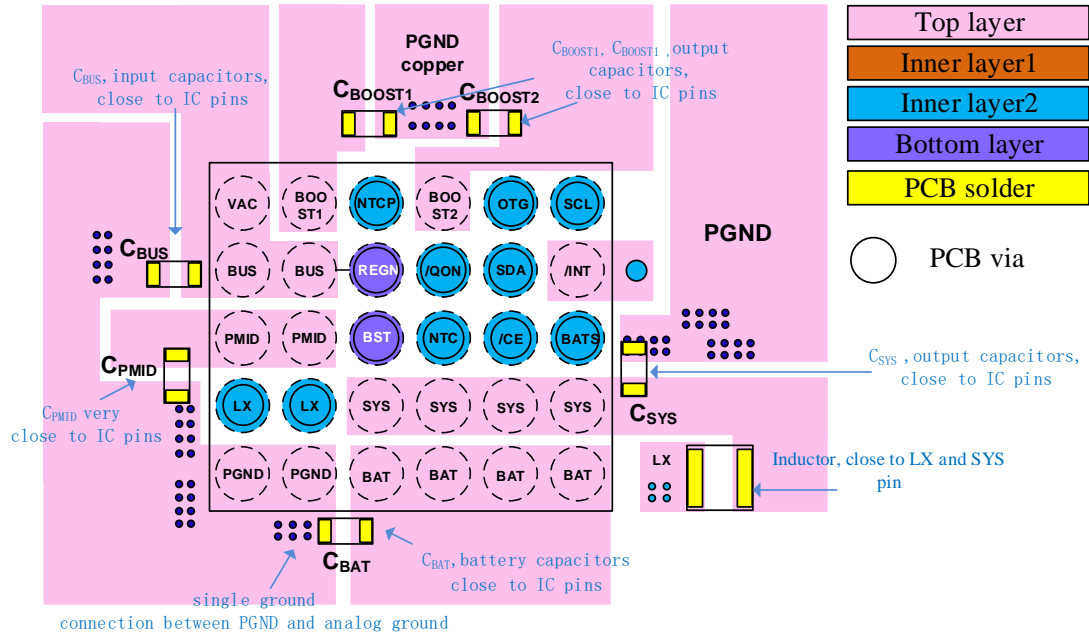 Top layer
Inner layer1
Inner layer2
Bottom layer
PCB solder
PCB via
PGND
copper
CBUS, input capacitors,
close to IC pins
CBOOST1, CBOOST1 ,output
capacitors,
close to IC pins
CBOOST1
CBOOST2
VAC
BOO
ST1
NTCP
BOO
ST2
OTG
SCL
PGND
CBUS
BUS
BUS
REGN
/QON
SDA
/INT
PMID
PMID
BST
NTC
/CE
BATS
CPMID
CSYS ,output capacitors,
close to IC pins
CPMID very
close to IC pins
LX
LX
SYS
SYS
SYS
SYS
CSYS
PGND
PGND
BAT
BAT
BAT
BAT
LX
Inductor, close to LX and SYS
pin
CBAT
CBAT, battery capacitors
close to IC pins
single ground
connection between PGND and analog ground